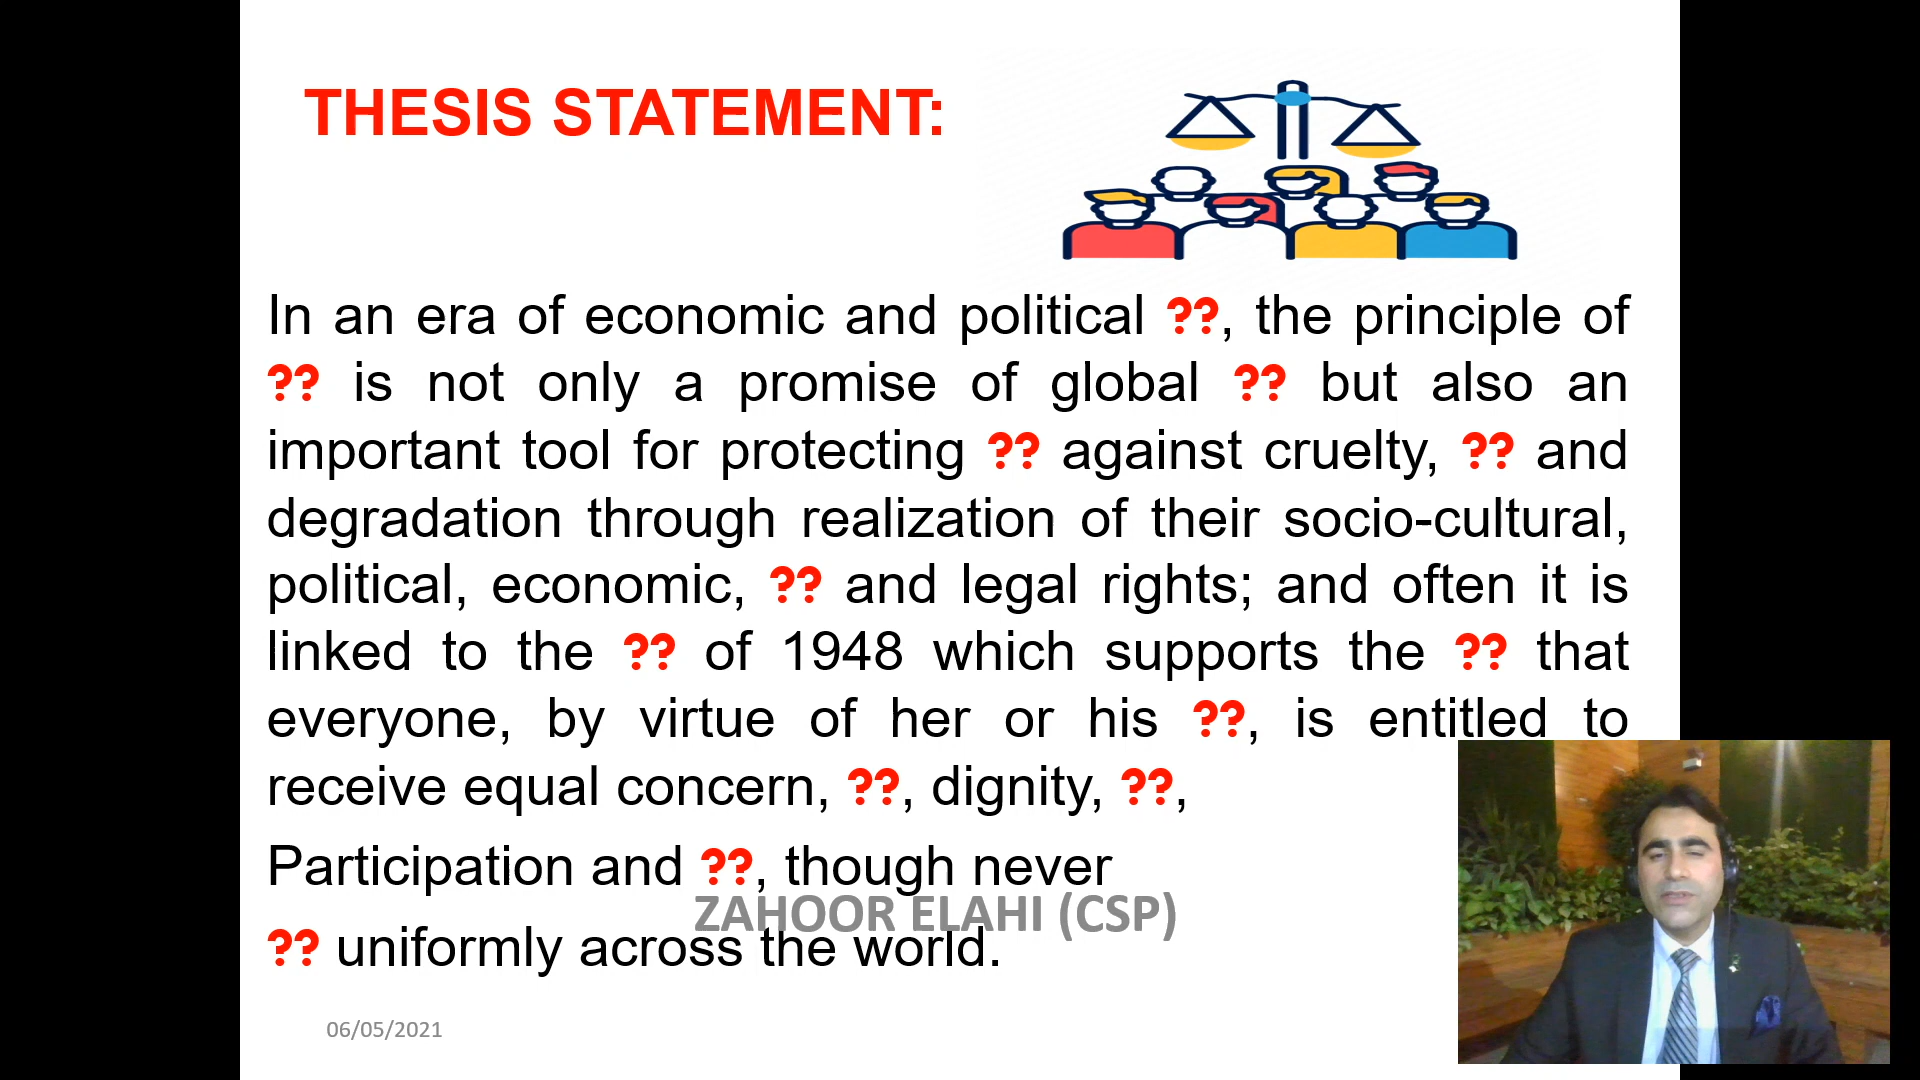 THESIS STATEMENT:
In an era of economic and political ??, the principle of
?? is not only a promise of global ?? but also an
important tool for protecting ?? against cruelty, ?? and
degradation through realization of their socio-cultural,
political, economic, ?? and legal rights; and often it is
linked to the ?? of 1948 which supports the ?? that
everyone, by virtue of her or his ??, is entitled to
receive equal concern, ??, dignity, ??,
Participation and ??, though never
ZAHOOR ELAHI (CSP)
?? uniformly across the world.
06/05/2021